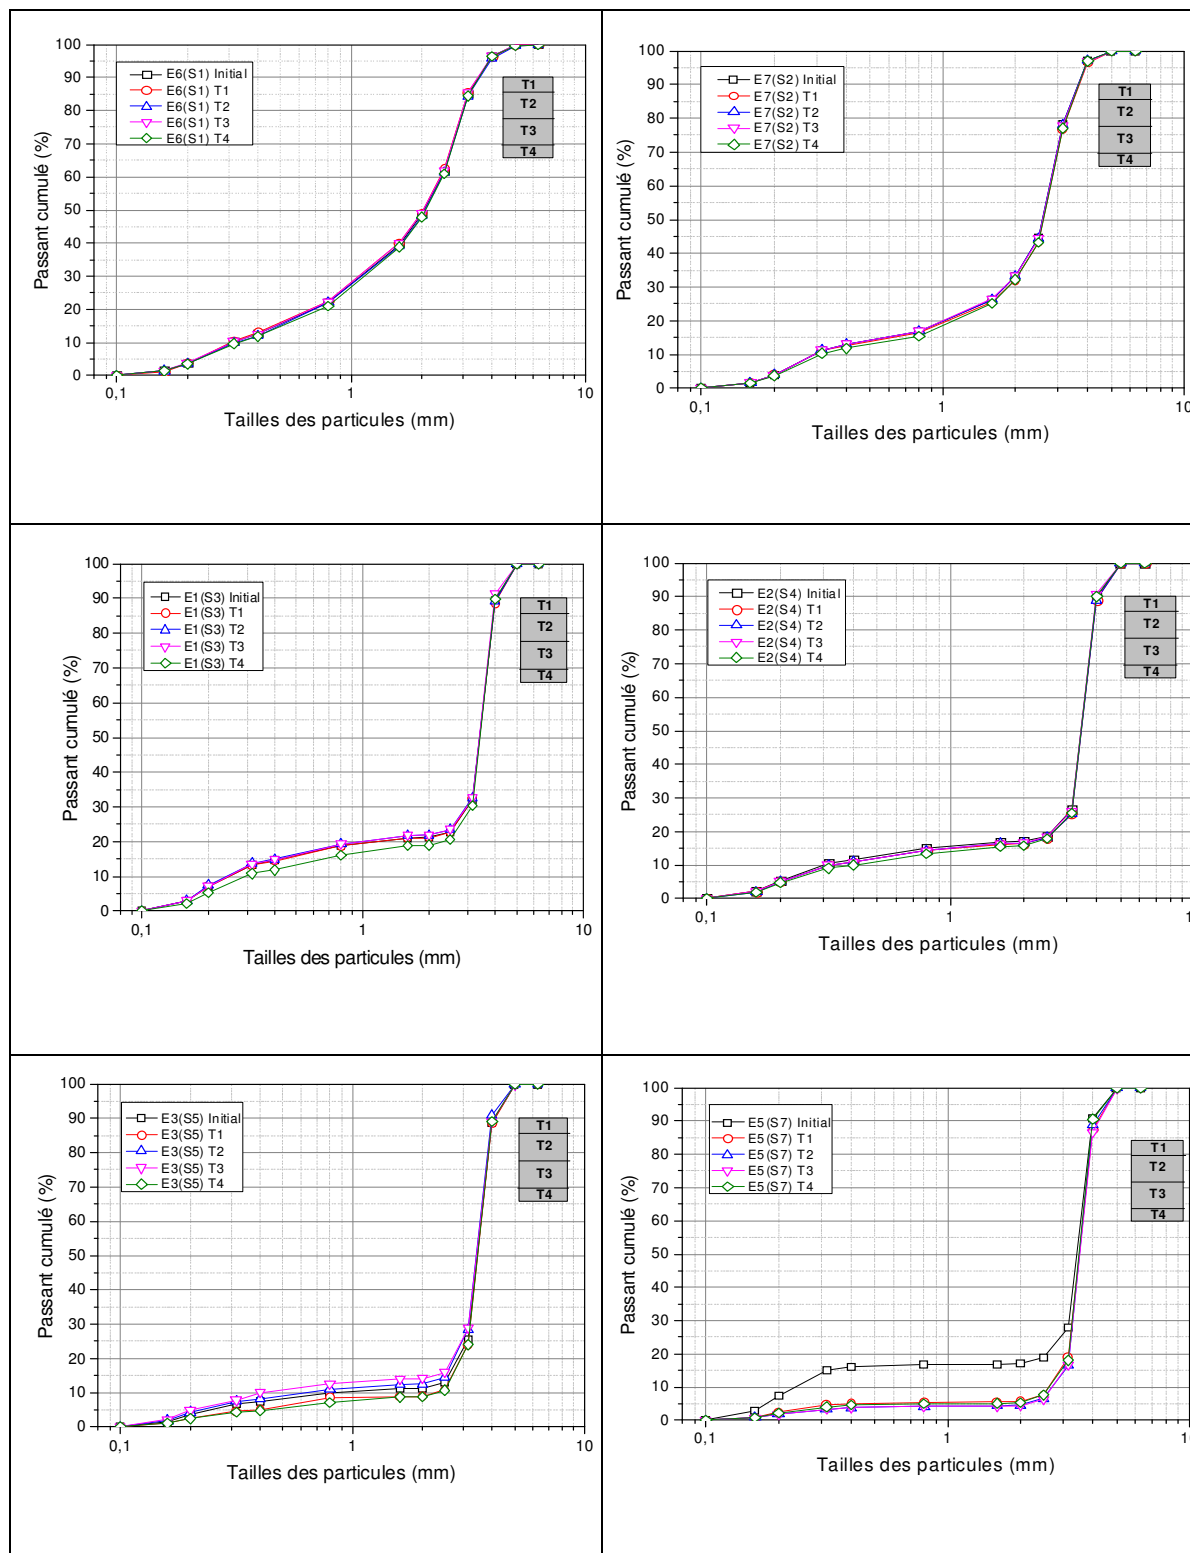 100
90
80
70
60
50
40
30
20
10
0
Passant cumulé (%)
E6(S1) Initial
E6(S1) T1
E6(S1) T2
E6(S1) T3
E6(S1) T4
T1
T2
T3
T4
0,1
1
10
Tailles des particules (mm)
100
90
80
70
60
50
40
30
20
10
0
Passant cumulé (%)
E7(S2) Initial
E7(S2) T1
E7(S2) T2
E7(S2) T3
E7(S2) T4
T1
T2
T3
T4
0,1
1
10
Tailles des particules (mm)
100
90
80
70
60
50
40
30
20
10
0
Passant cumulé (%)
E1(S3) Initial
E1(S3) T1
E1(S3) T2
E1(S3) T3
E1(S3) T4
T1
T2
T3
T4
0,1
1
10
Tailles des particules (mm)
100
90
80
70
60
50
40
30
20
10
0
Passant cumulé (%)
E2(S4) Initial
E2(S4) T1
E2(S4) T2
E2(S4) T3
E2(S4) T4
T1
T2
T3
T4
0,1
1
Tailles des particules (mm)
100
90
80
70
60
50
40
30
20
10
0
Passant cumulé (%)
E3(S5) Initial
E3(S5) T1
E3(S5) T2
E3(S5) T3
E3(S5) T4
T1
T2
T3
T4
0,1
1
10
Tailles des particules (mm)
100
90
80
70
60
50
40
30
20
10
0
Passant cumulé (%)
E5(S7) Initial
E5(S7) T1
E5(S7) T2
E5(S7) T3
E5(S7) T4
T1
T2
T3
T4
0,1
1
Tailles des particules (mm)